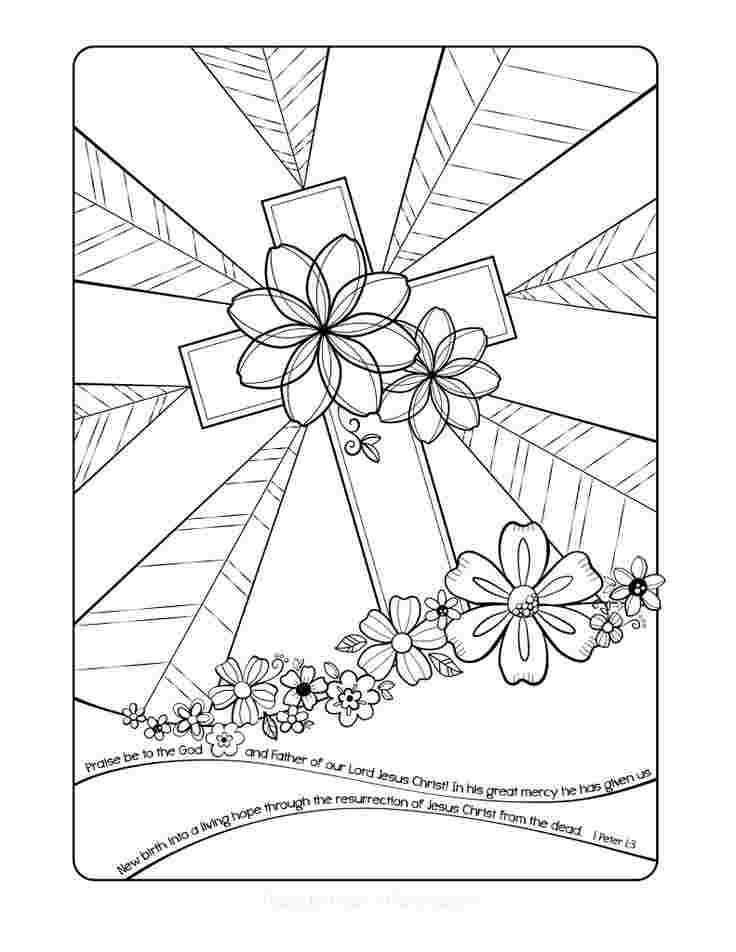 Praise be to the God and Father of our Lord Jesus Christ! In his great mercy he has given us
New birth into a living hope through the resurrection of Jesus Christ from the dead. 1 Peter 1:3